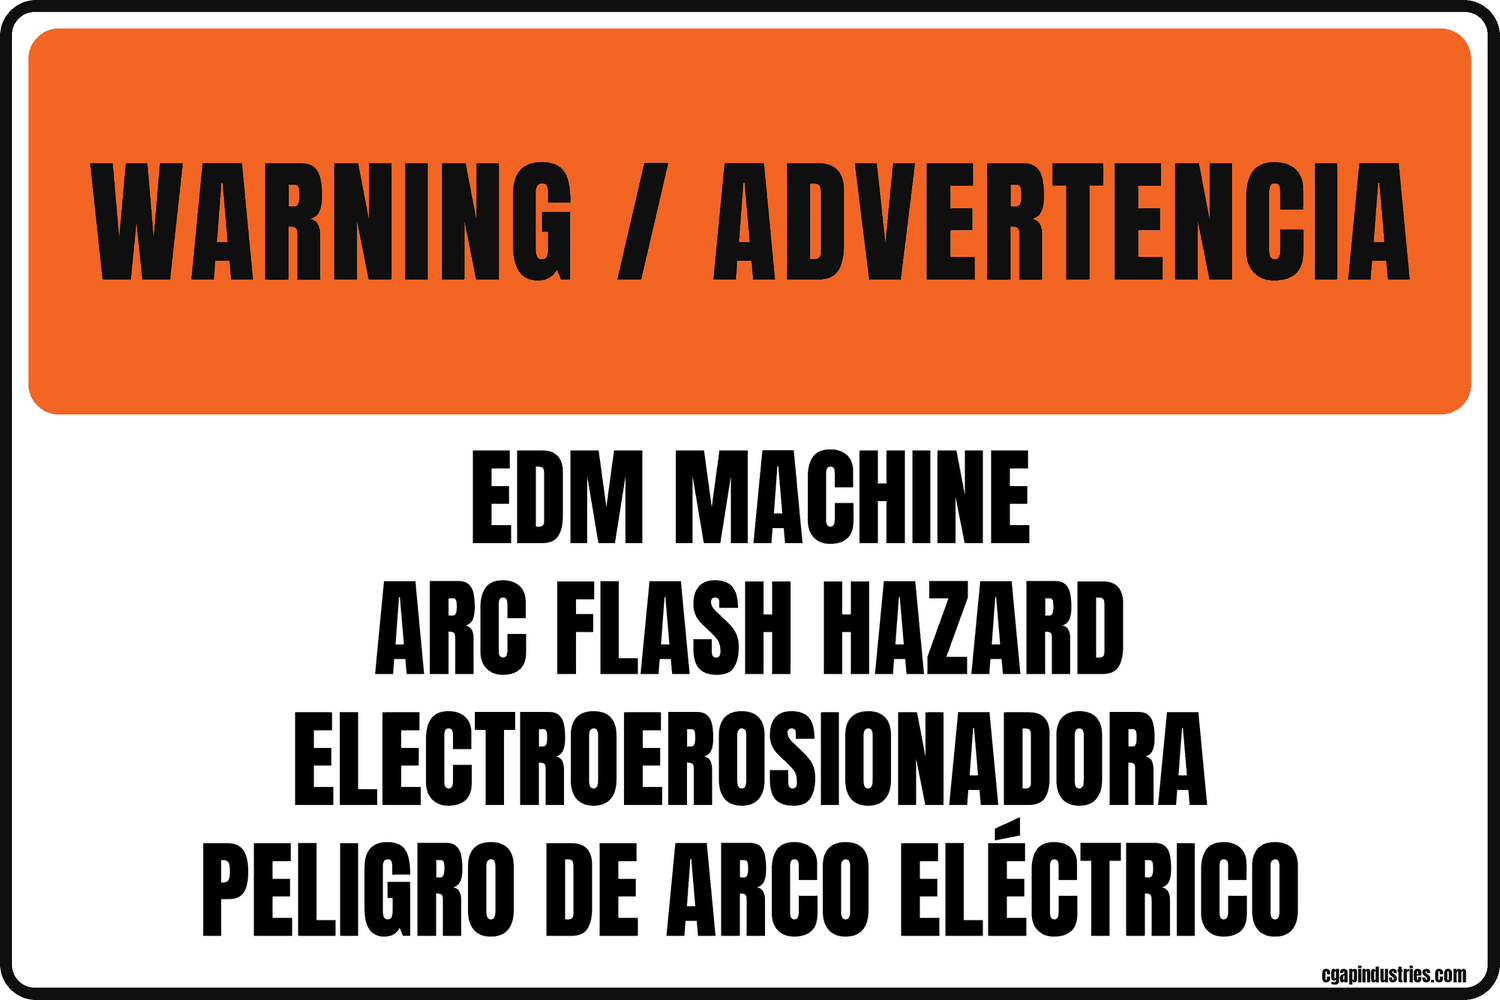 WARNING / ADVERTENCIA
EDM MACHINE
ARC FLASH HAZARD
ELECTROEROSIONADORA
PELIGRO DE ARCO ELÉCTRICO
cgapindustries.com